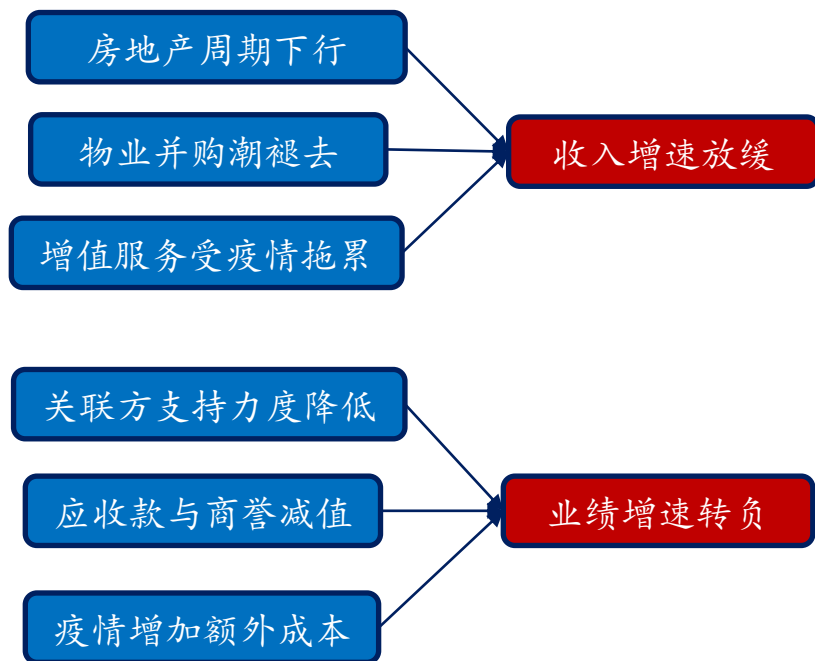 房地产周期下行
物业并购潮褪去
收入增速放缓
增值服务受疫情拖累
关联方支持力度降低
应收款与商誉减值
业绩增速转负
疫情增加额外成本